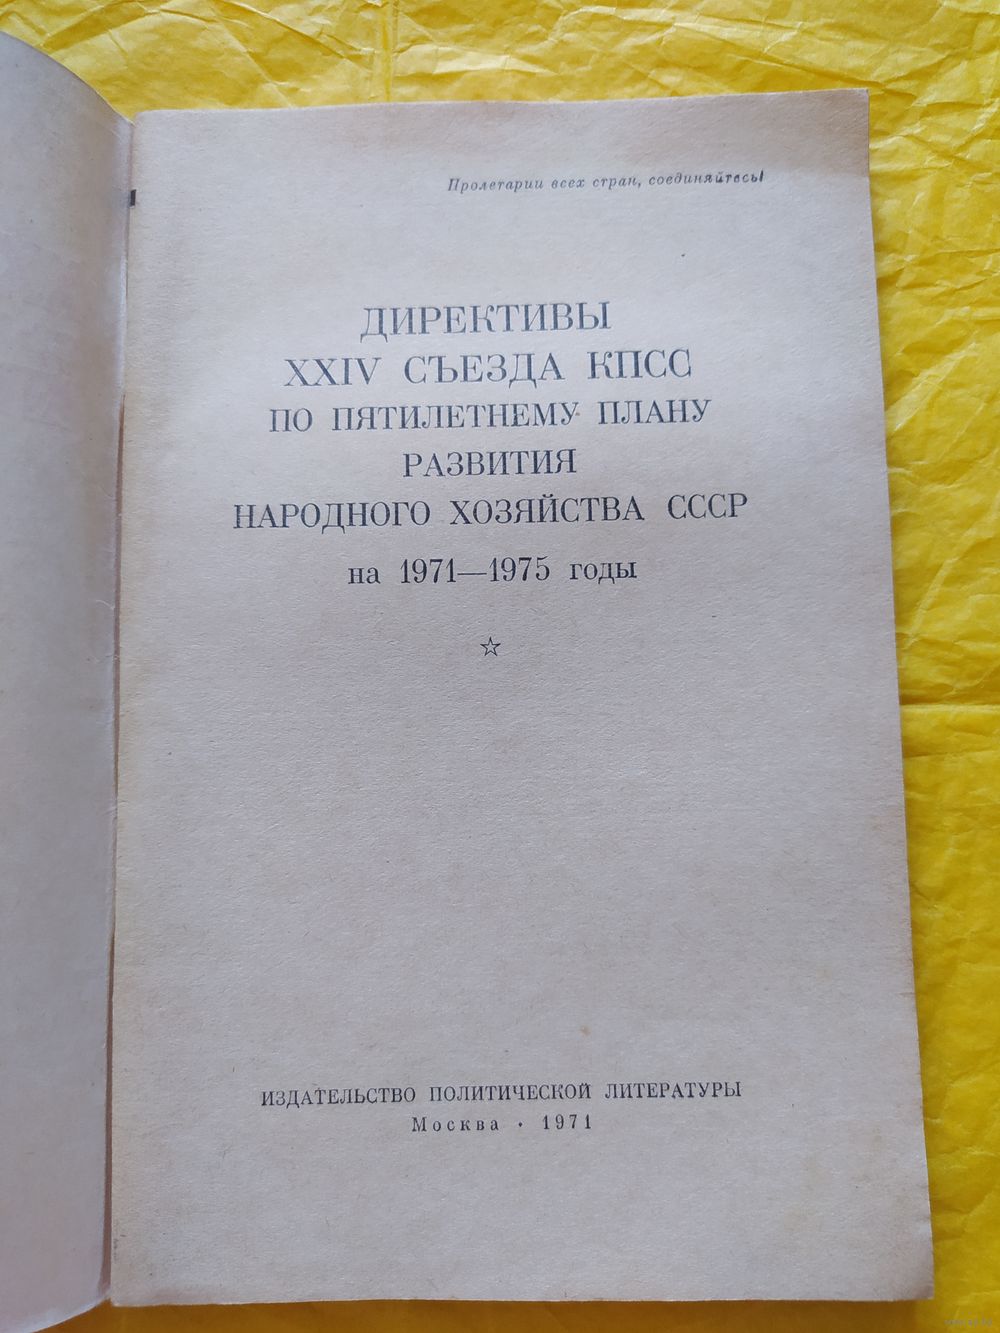 Пролетарии всех стран, соединяйтесь!
ДИРЕКТИВЫ
XXIV СЪЕЗДА КПСС
ПО ПЯТИЛЕТНЕМУ ПЛАНУ
РАЗВИТИЯ
НАРОДНОГО ХОЗЯЙСТВА СССР
на 1971—1975 годы
ИЗДАТЕЛЬСТВО ПОЛИТИЧЕСКОЙ ЛИТЕРАТУРЫ
Москва • 1971